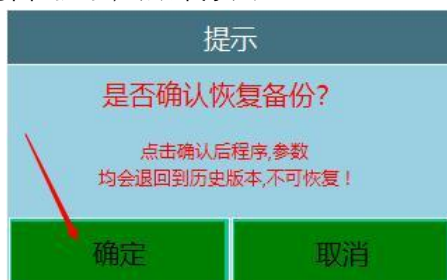 提示
是否确认恢复备份?
点击确认后程序,参数
均会退回到历史版本,不可恢复！
确定
取消